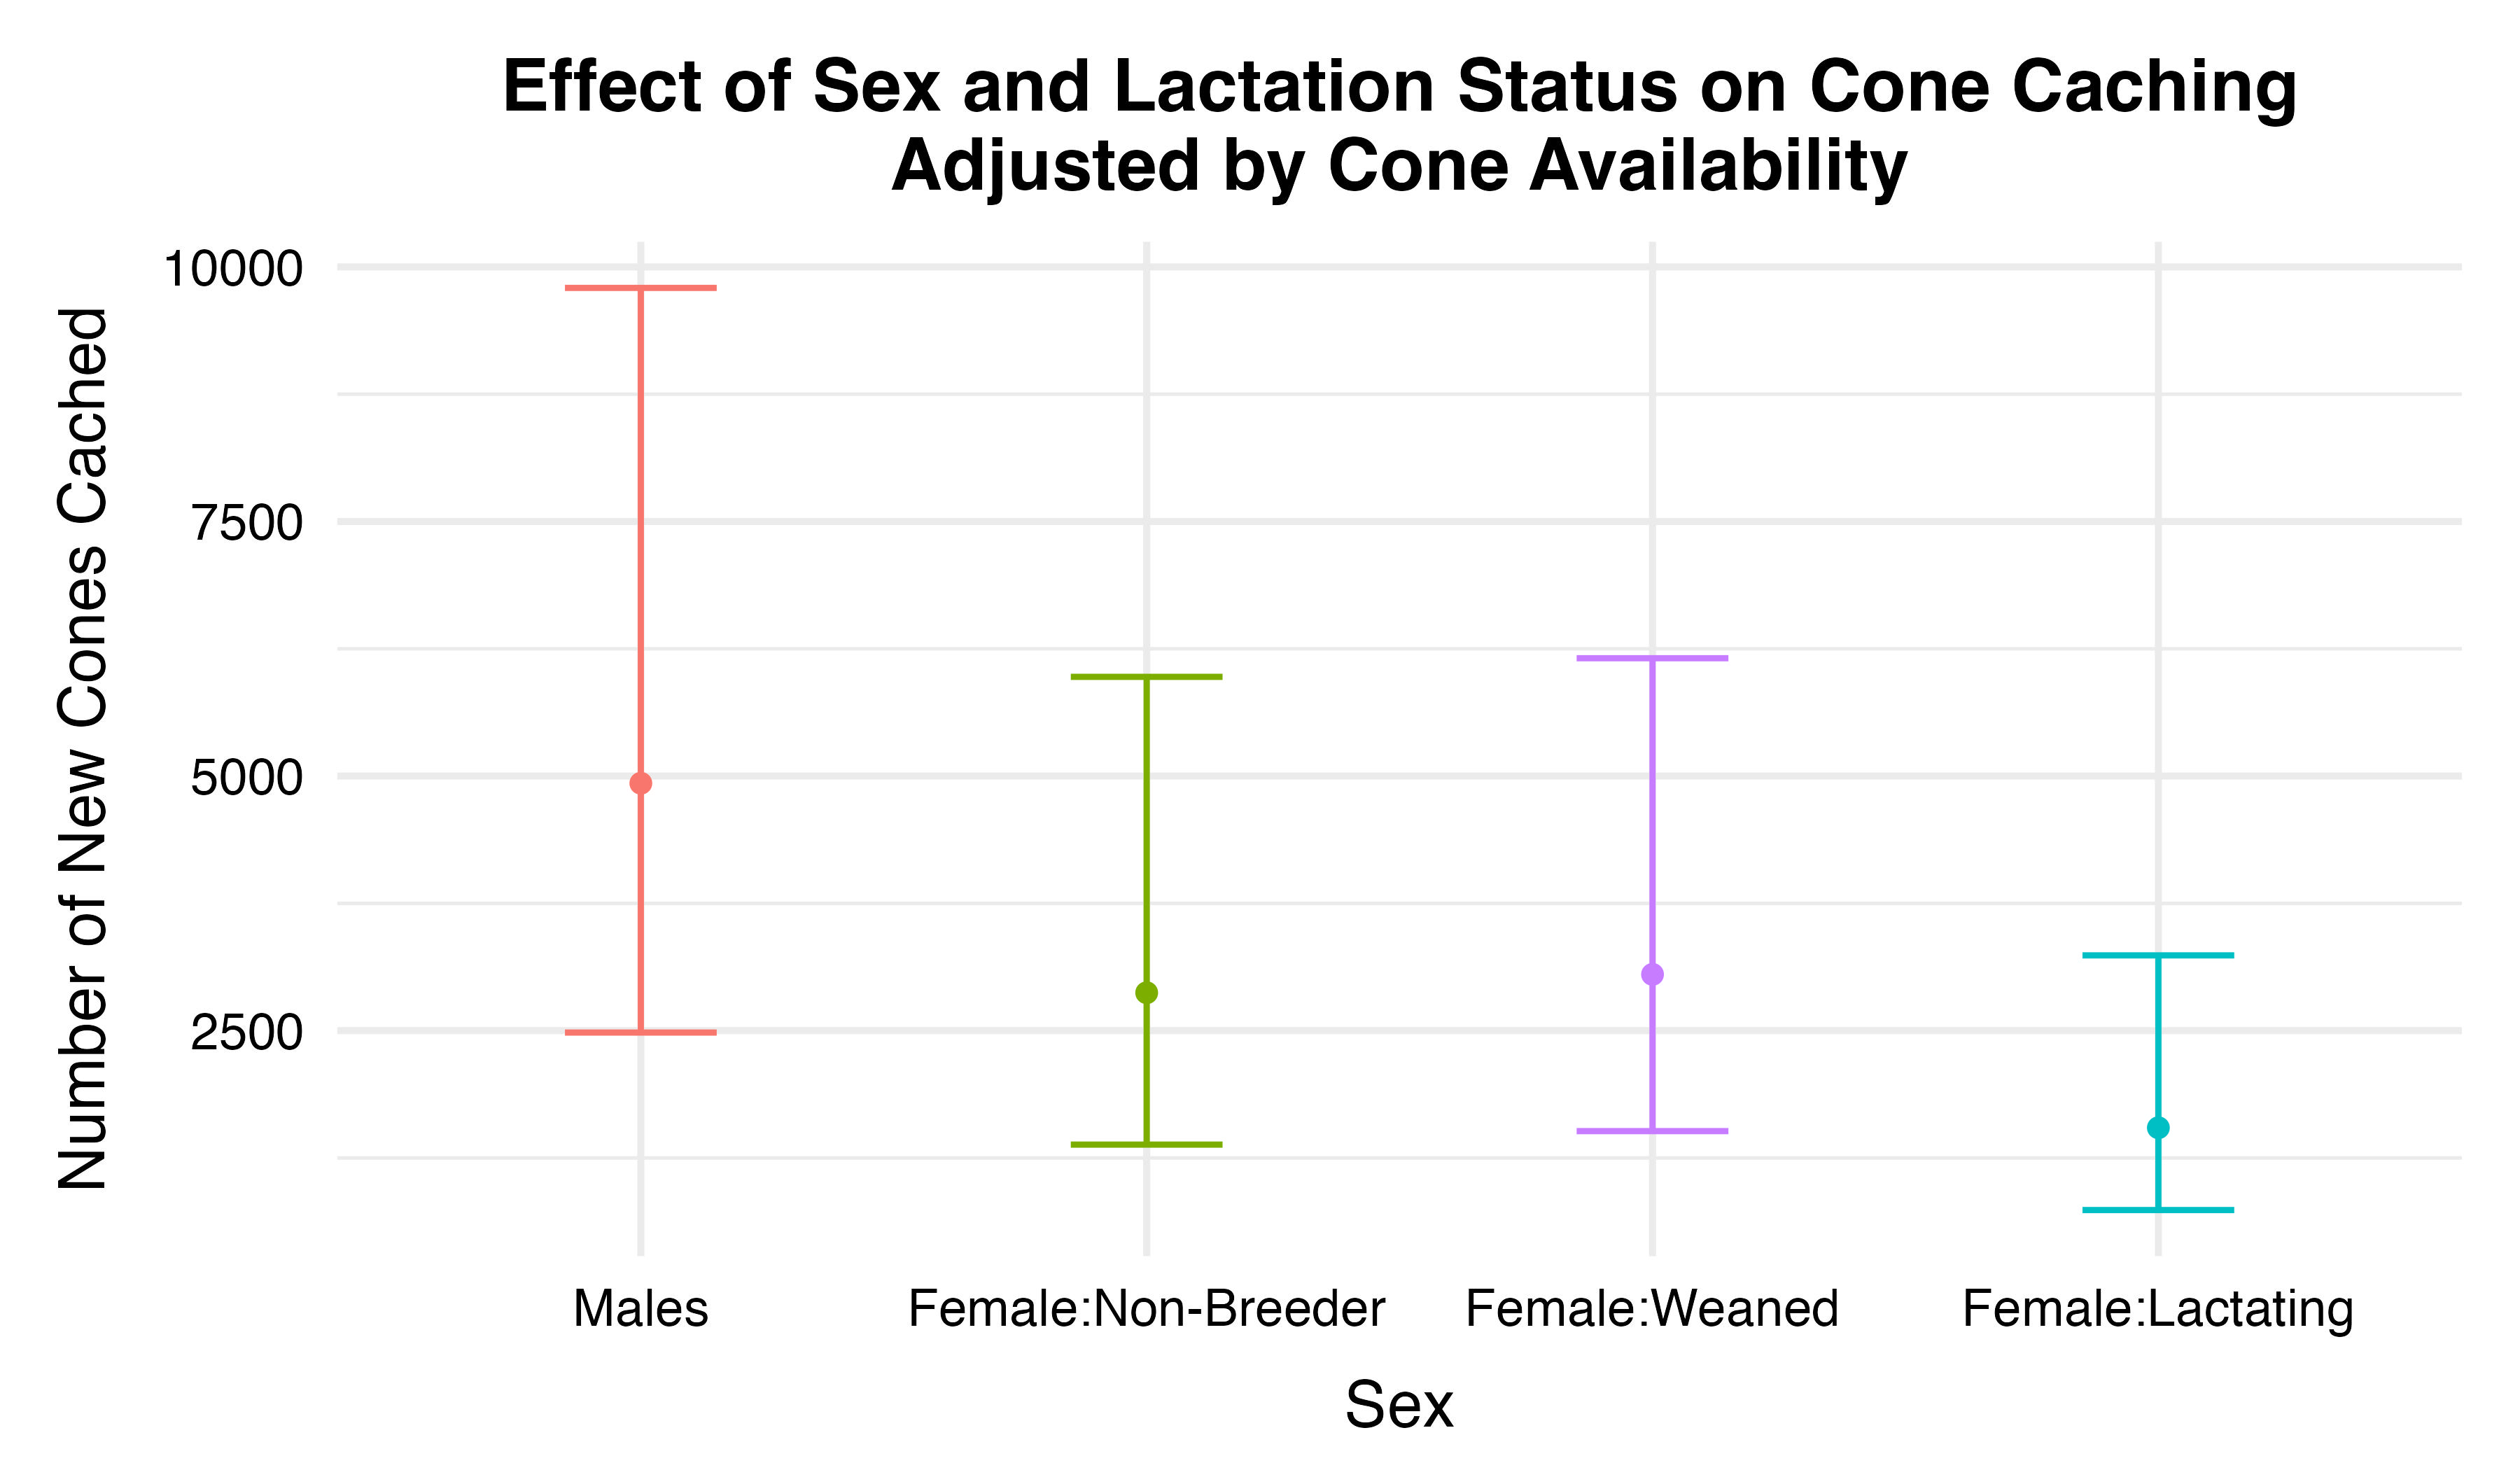 Effect of Sex and Lactation Status on Cone Caching
Adjusted by Cone Availability
Number of New Cones Cached
10000
7500
5000
2500
Males
Female:Non-Breeder
Female:Weaned
Female:Lactating
Sex